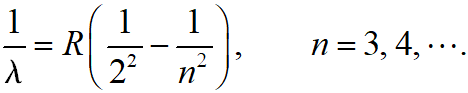 1/λ = R(1/2² − 1/n²),   n = 3, 4, ⋯.